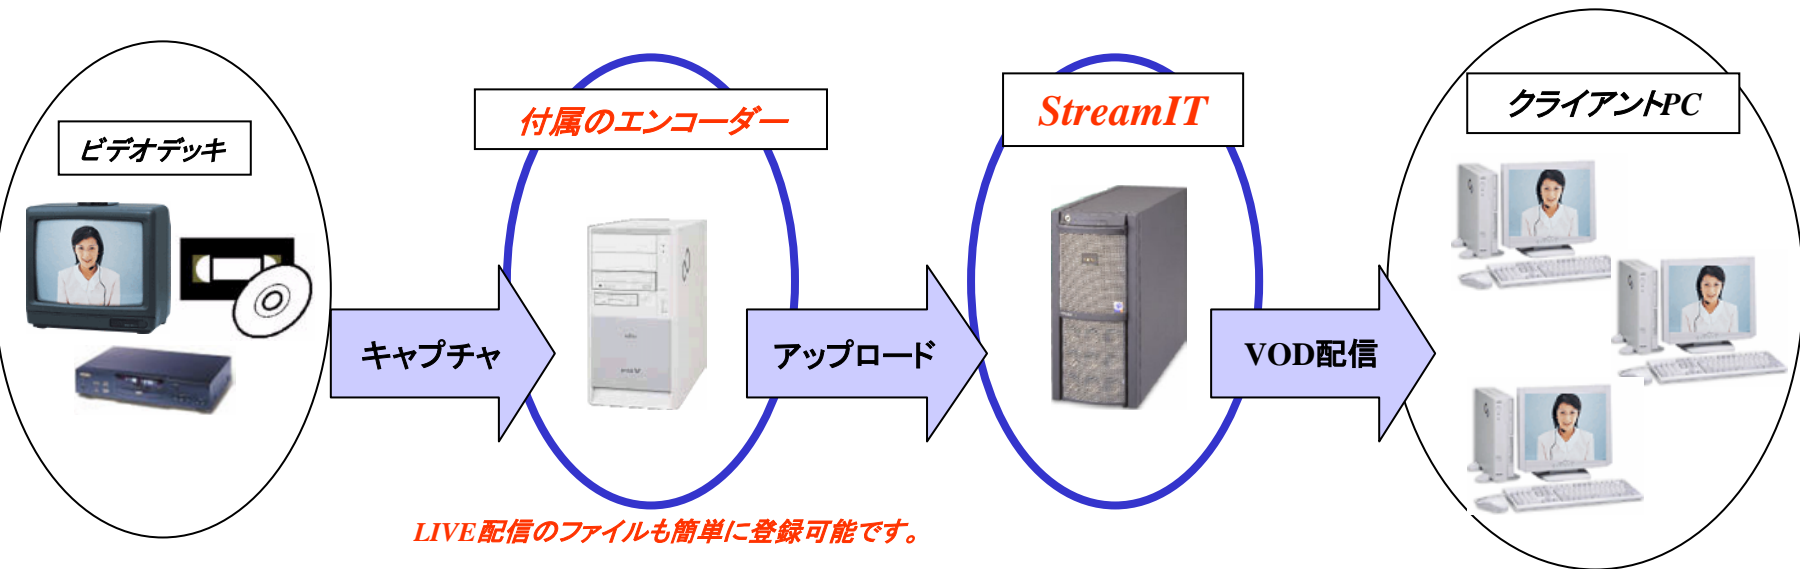 ビデオデッキ
付属のエンコーダー
StreamIT
クライアントPC
キャプチャ
アップロード
VOD配信
LIVE配信のファイルも簡単に登録可能です。